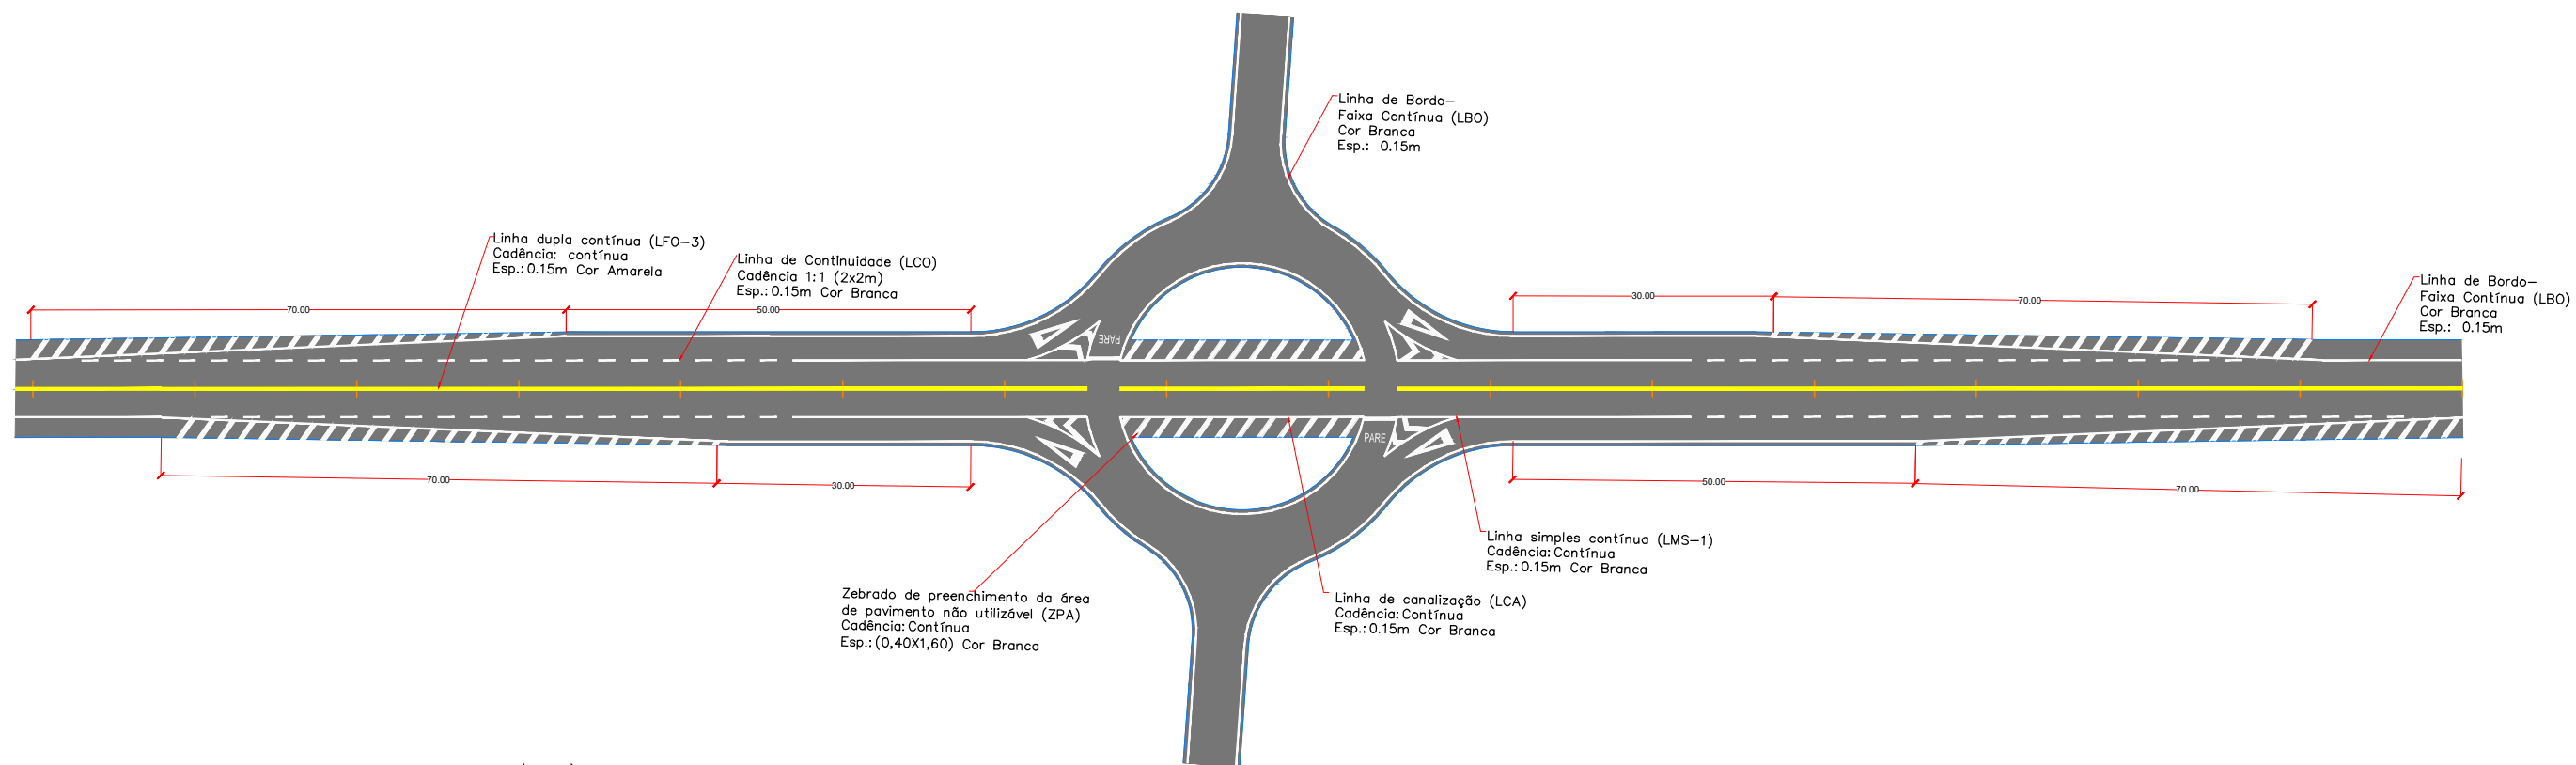 Linha de Bordo-
Faixa Contínua (LBO)
Cor Branca
Esp.: 0.15m
Linha dupla contínua (LFO-3)
Cadência: contínua
Esp.: 0.15m Cor Amarela
Linha de Continuidade (LCO)
Cadência 1:1 (2x2m)
Esp.: 0.15m Cor Branca
Linha de Bordo-
Faixa Contínua (LBO)
Cor Branca
Esp.: 0.15m
70.00
50.00
30.00
70.00
PARE
PARE
70.00
30.00
50.00
70.00
Linha simples contínua (LMS-1)
Cadência: Contínua
Esp.: 0.15m Cor Branca
Zebrado de preenchimento da área
de pavimento não utilizável (ZPA)
Cadência: Contínua
Esp.: (0,40X1,60) Cor Branca
Linha de canalização (LCA)
Cadência: Contínua
Esp.: 0.15m Cor Branca